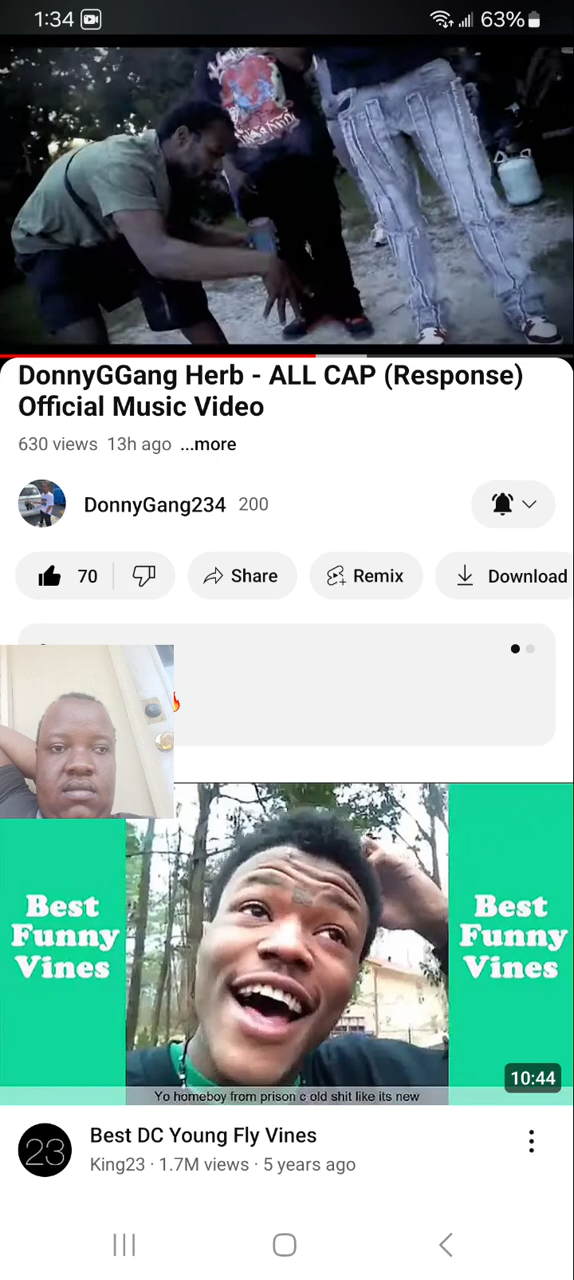 1:34
63%
DonnyGGang Herb - ALL CAP (Response)
Official Music Video
630 views 13h ago ...more
DonnyGang234 200
70
Share
Remix
Download
Best
Funny
Vines
Best
Funny
Vines
10:44
Yo homeboy from prison c old shit like its new
23
Best DC Young Fly Vines
King23 · 1.7M views · 5 years ago